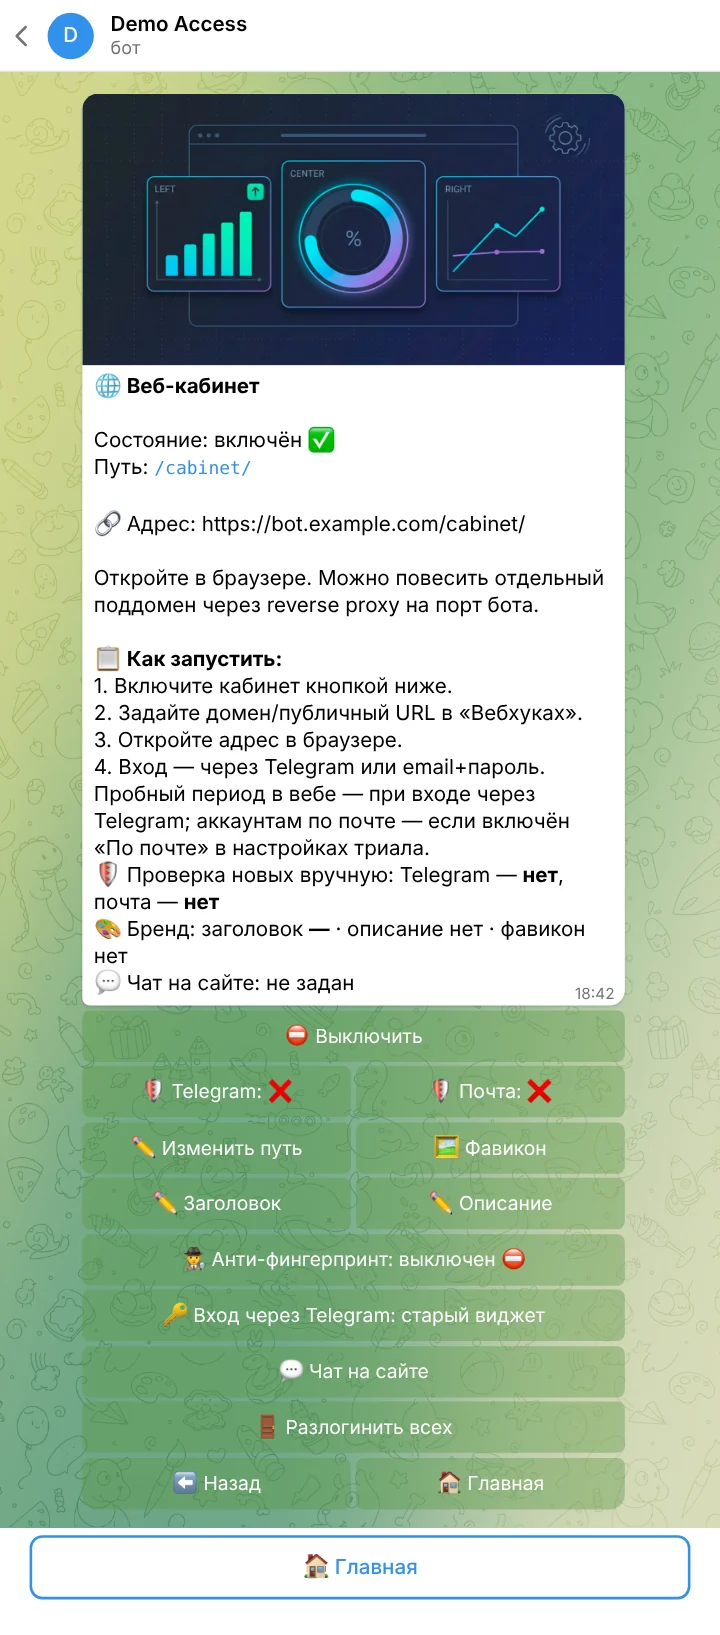 D
Demo Access
бот
LEFT
CENTER
%
RIGHT
🌐 Веб-кабинет
Состояние: включён ✅
Путь: /cabinet/
🔗 Адрес: https://bot.example.com/cabinet/
Откройте в браузере. Можно повесить отдельный
поддомен через reverse proxy на порт бота.
📋 Как запустить:
1. Включите кабинет кнопкой ниже.
2. Задайте домен/публичный URL в «Вебхуках».
3. Откройте адрес в браузере.
4. Вход — через Telegram или email+пароль.
Пробный период в вебе — при входе через
Telegram; аккаунтам по почте — если включён
«По почте» в настройках триала.
🛡 Проверка новых вручную: Telegram — нет,
почта — нет
🎨 Бренд: заголовок — · описание нет · фавикон
нет
💬 Чат на сайте: не задан
18:42
⛔ Выключить
🛡 Telegram: ❌
🛡 Почта: ❌
✏️ Изменить путь
🖼 Фавикон
✏️ Заголовок
✏️ Описание
🕵️ Анти-фингерпринт: выключен ⛔
🔑 Вход через Telegram: старый виджет
💬 Чат на сайте
🚪 Разлогинить всех
⬅️ Назад
🏠 Главная
🏠 Главная